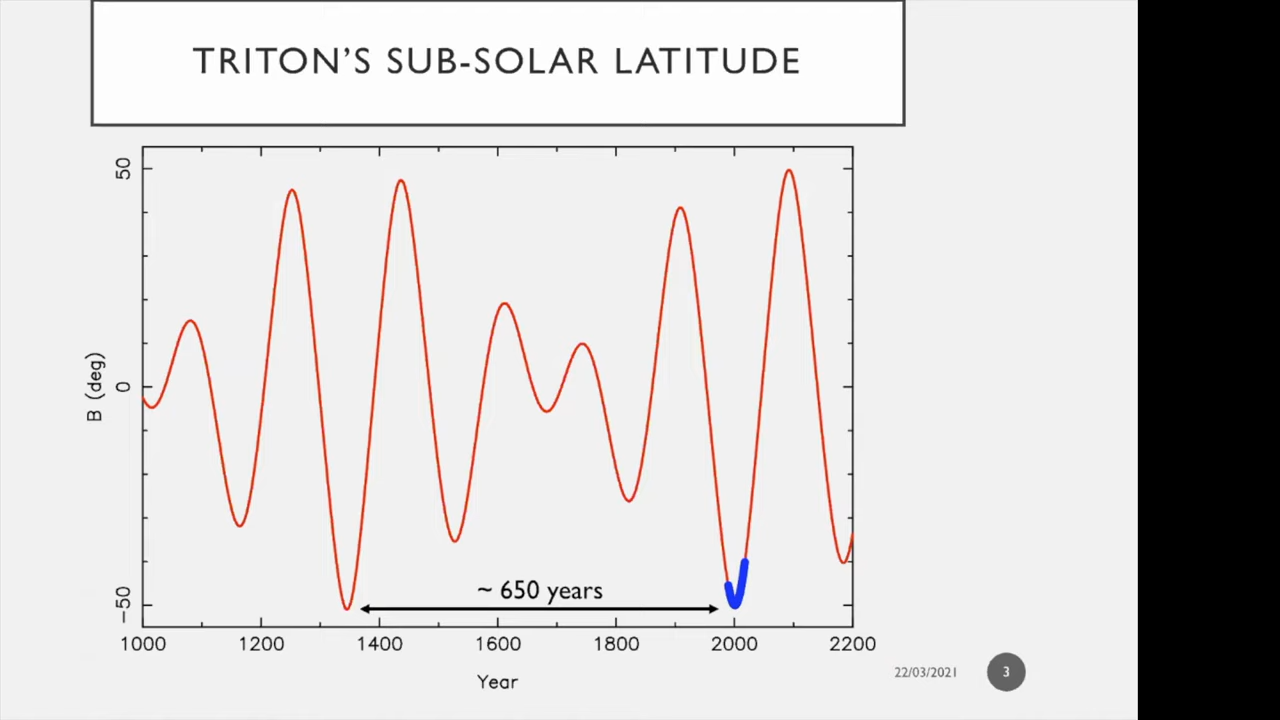 TRITON'S SUB-SOLAR LATITUDE
50
0
−50
B (deg)
~ 650 years
1000 1200 1400 1600 1800 2000 2200
Year
22/03/2021
3